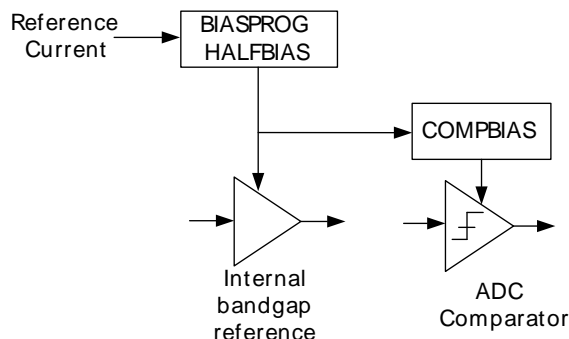 Reference
Current
BIASPROG
HALFBIAS
COMPBIAS
Internal
bandgap
reference
ADC
Comparator